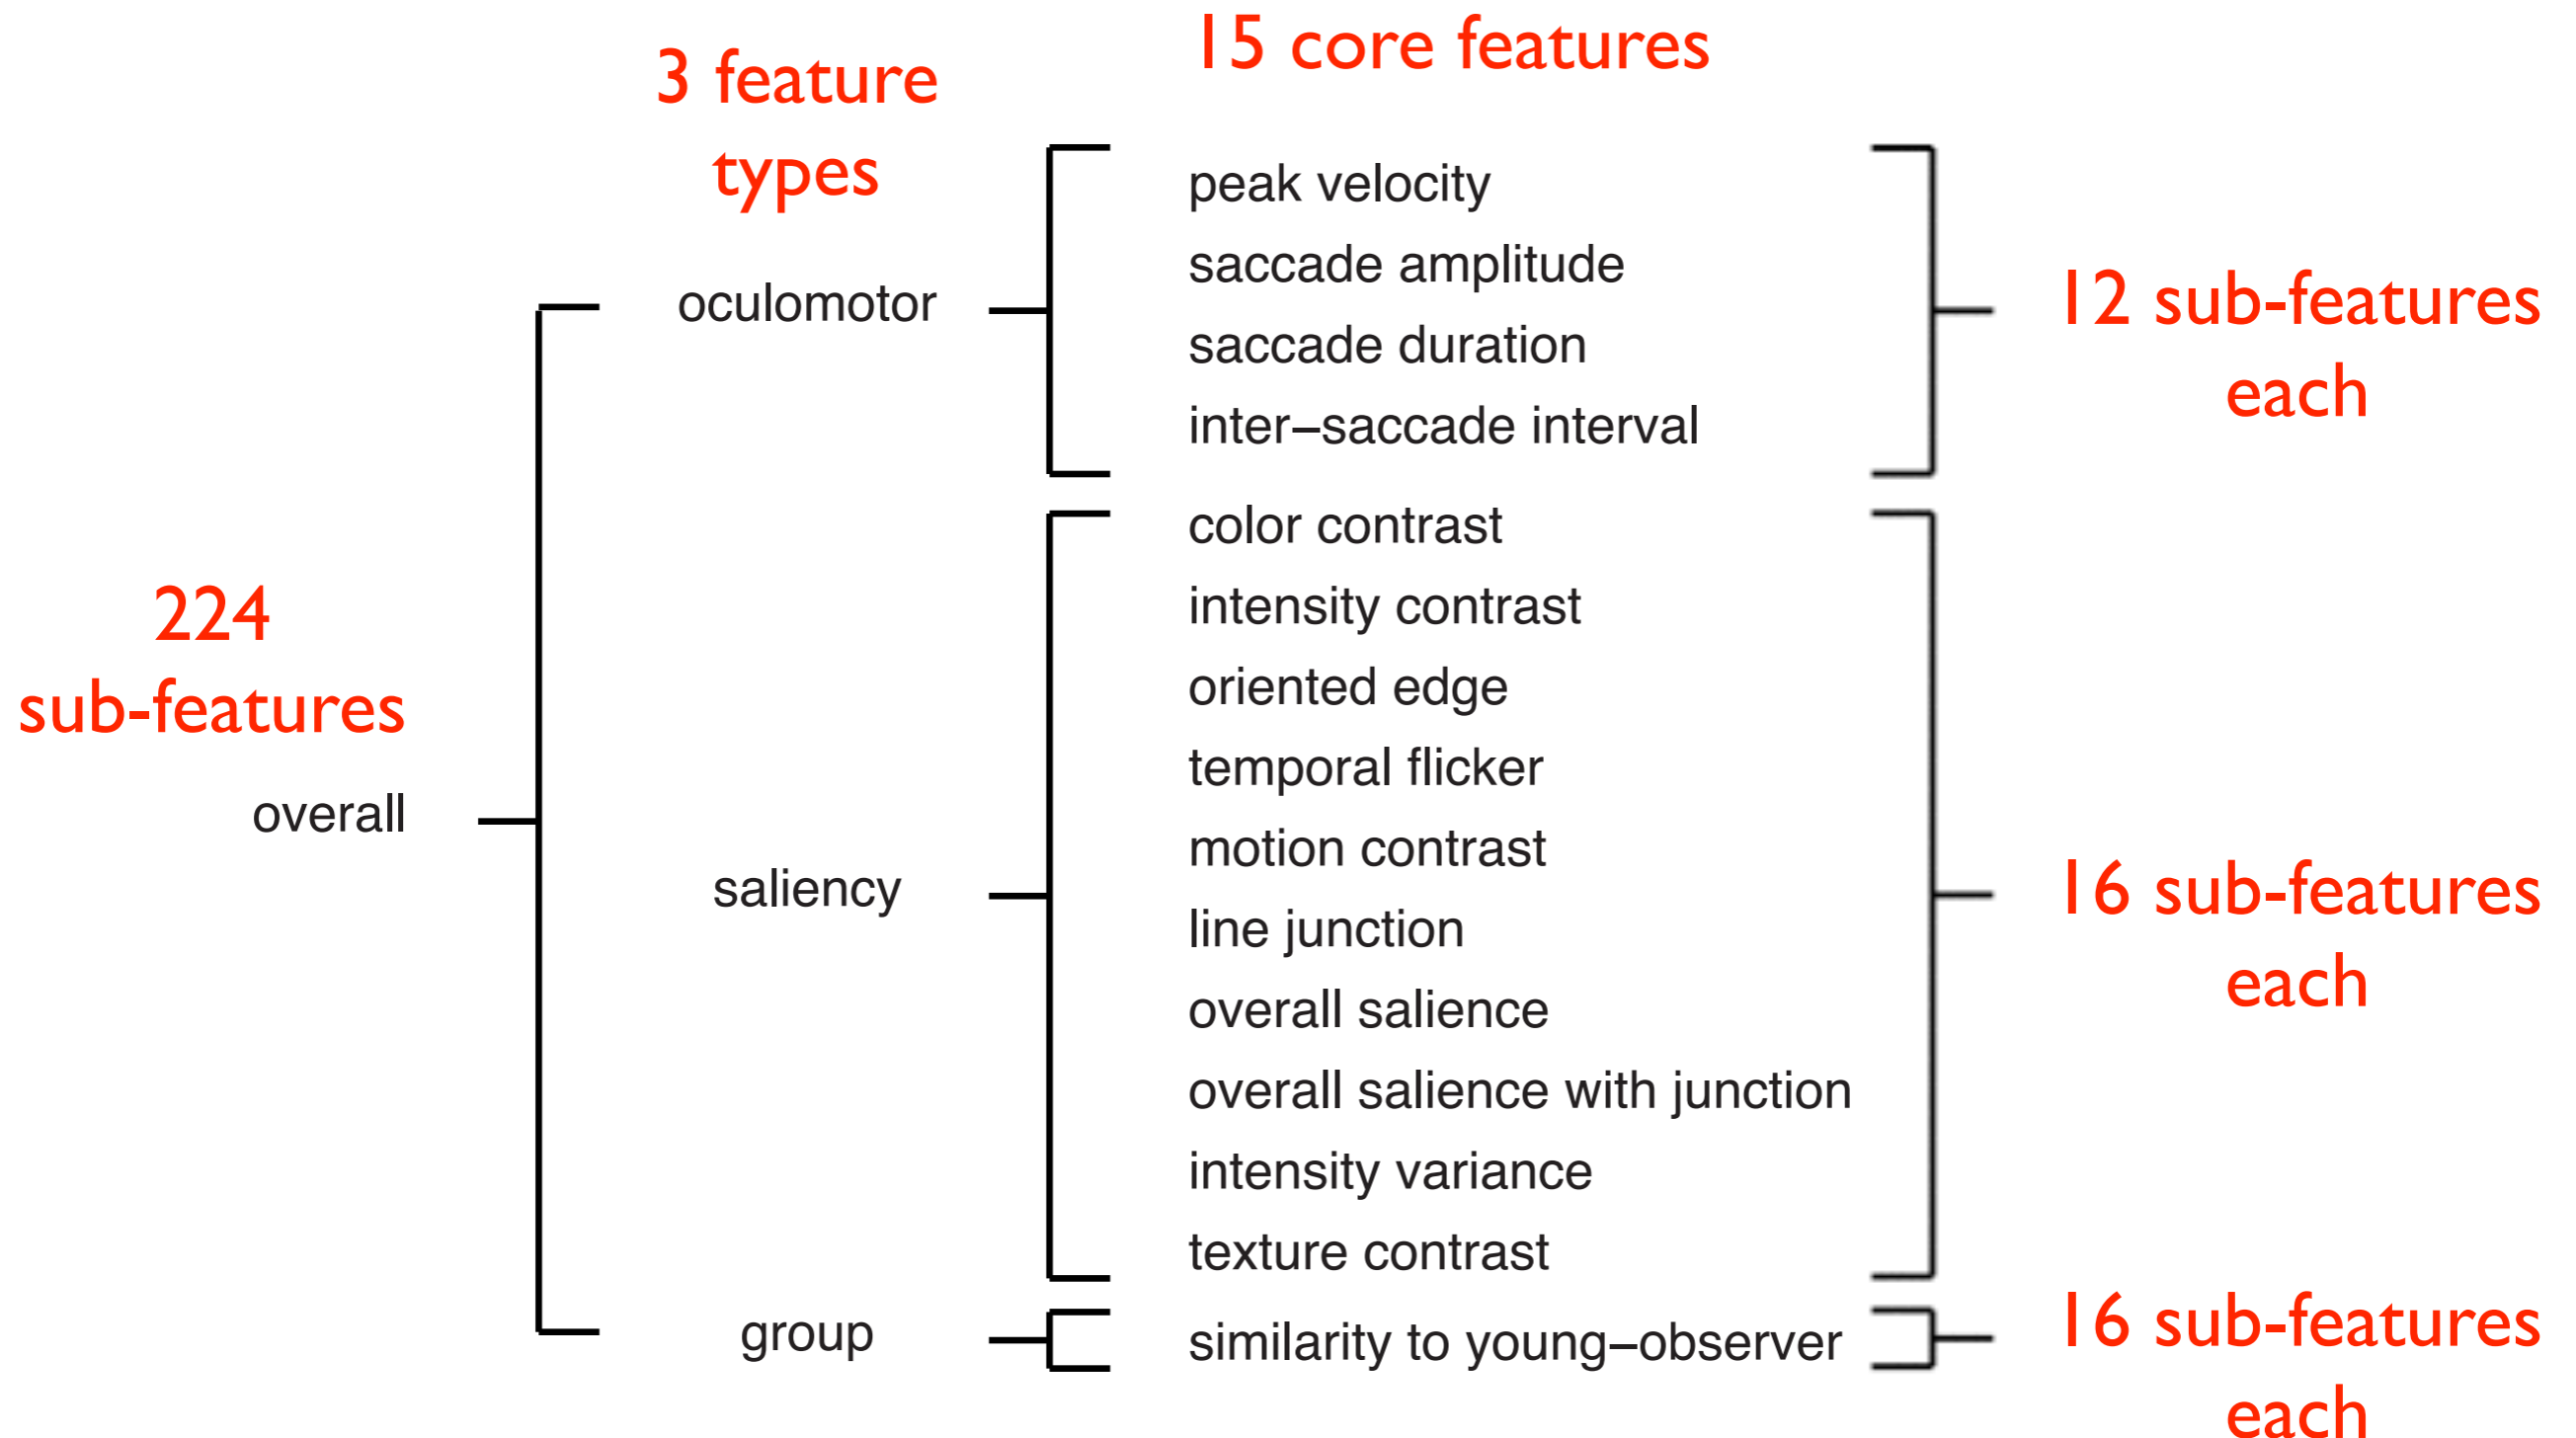 15 core features
3 feature
types
peak velocity
saccade amplitude
oculomotor
saccade duration
inter–saccade interval
12 sub-features
each
color contrast
intensity contrast
oriented edge
temporal flicker
motion contrast
line junction
overall salience
overall salience with junction
intensity variance
texture contrast
224
sub-features
overall
saliency
16 sub-features
each
group
similarity to young–observer
16 sub-features
each